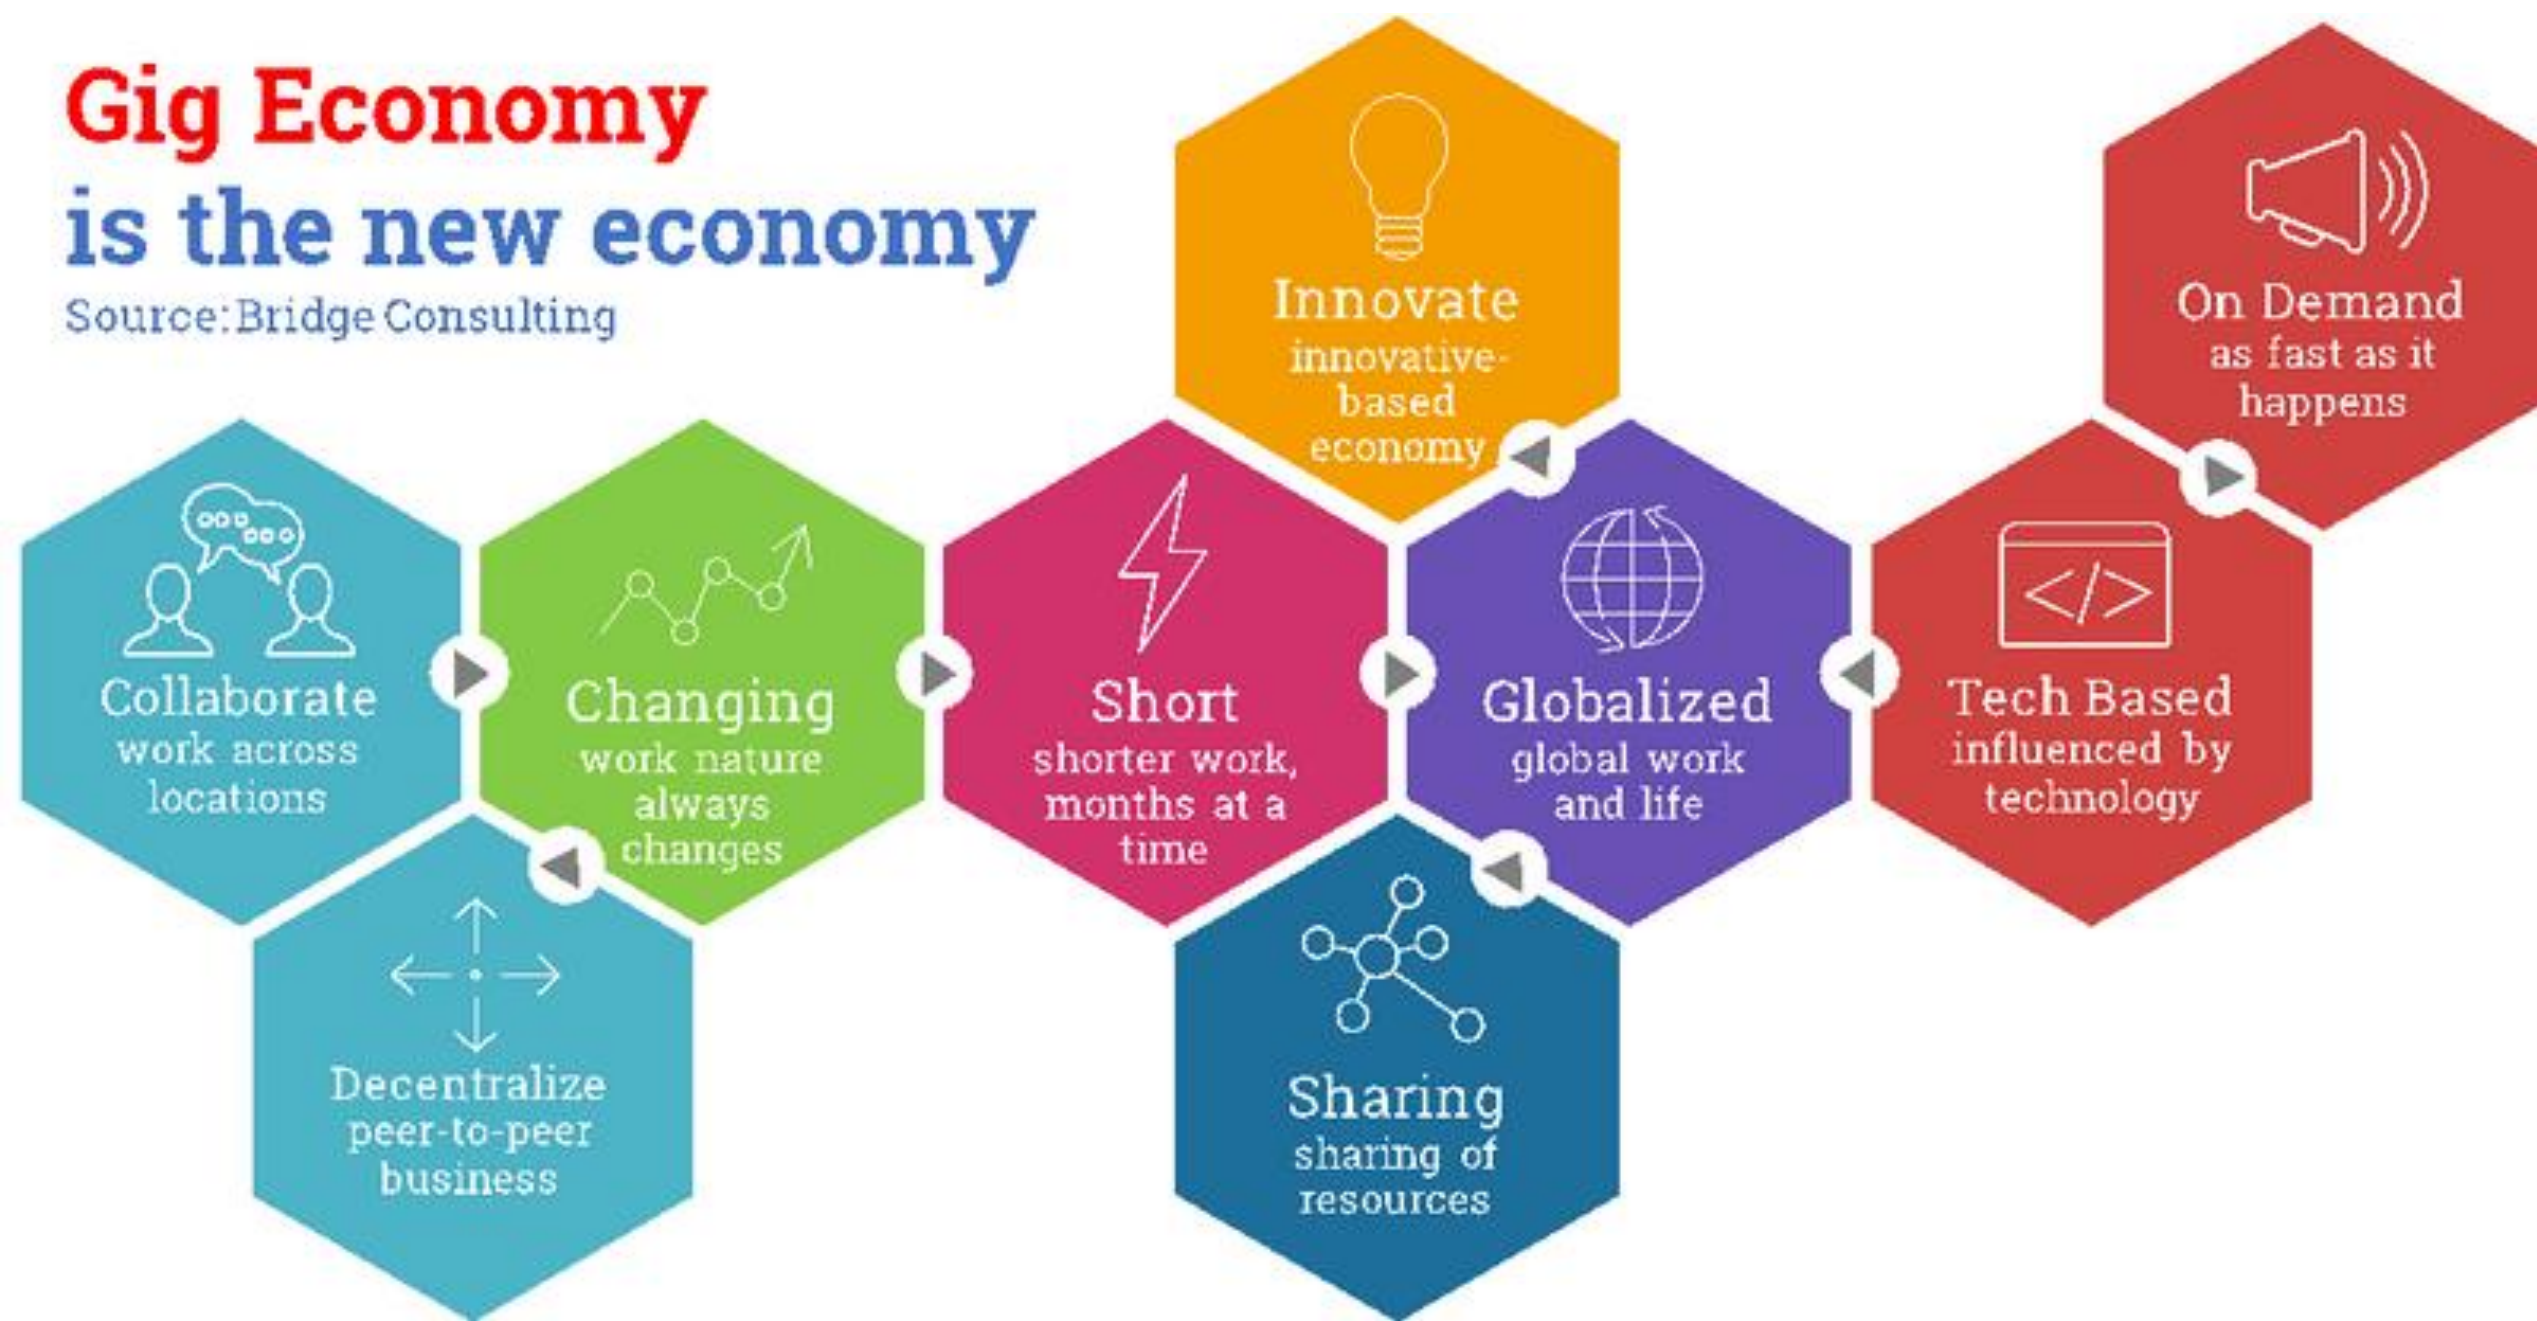 Gig Economy
is the new economy
Source: Bridge Consulting
Innovate
innovative-
based
economy
On Demand
as fast as it
happens
Collaborate
work across
locations
Changing
work nature
always
changes
Short
shorter work,
months at a
time
Globalized
global work
and life
</>
Tech Based
influenced by
technology
Decentralize
peer-to-peer
business
Sharing
sharing of
resources